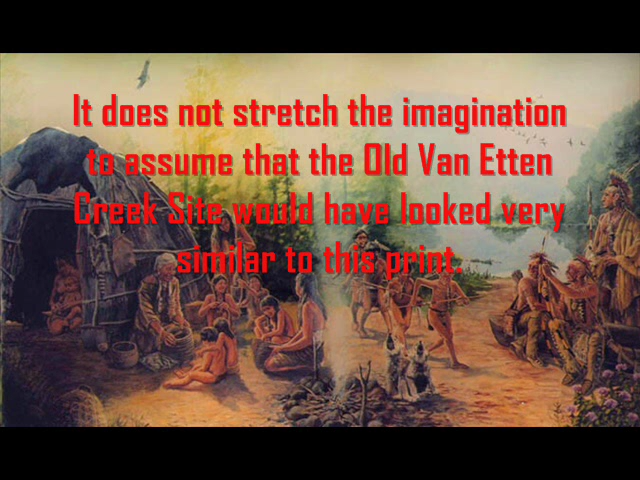 It does not stretch the imagination
to assume that the Old Van Etten
Creek Site would have looked very
similar to this print.